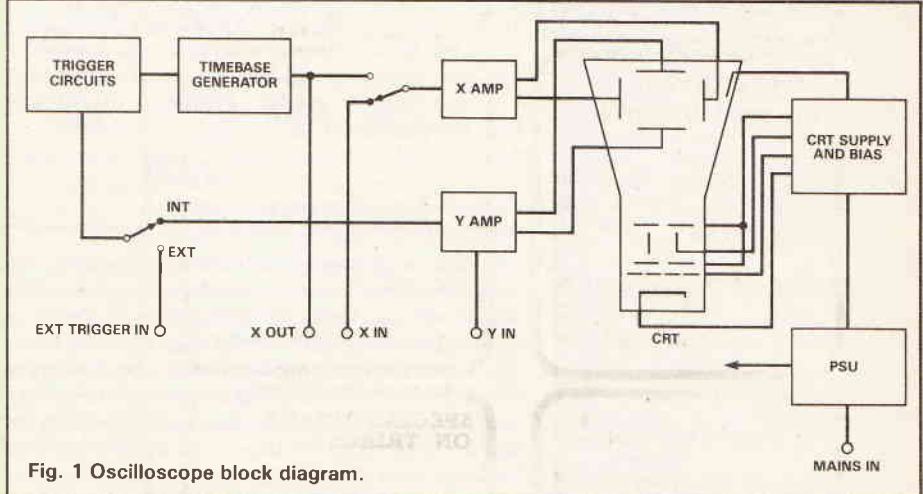 TRIGGER
CIRCUITS
TIMEBASE
GENERATOR
X AMP
CRT SUPPLY
AND BIAS
INT
Y AMP
EXT
EXT TRIGGER IN
X OUT
X IN
Y IN
CRT
PSU
MAINS IN
Fig. 1 Oscilloscope block diagram.